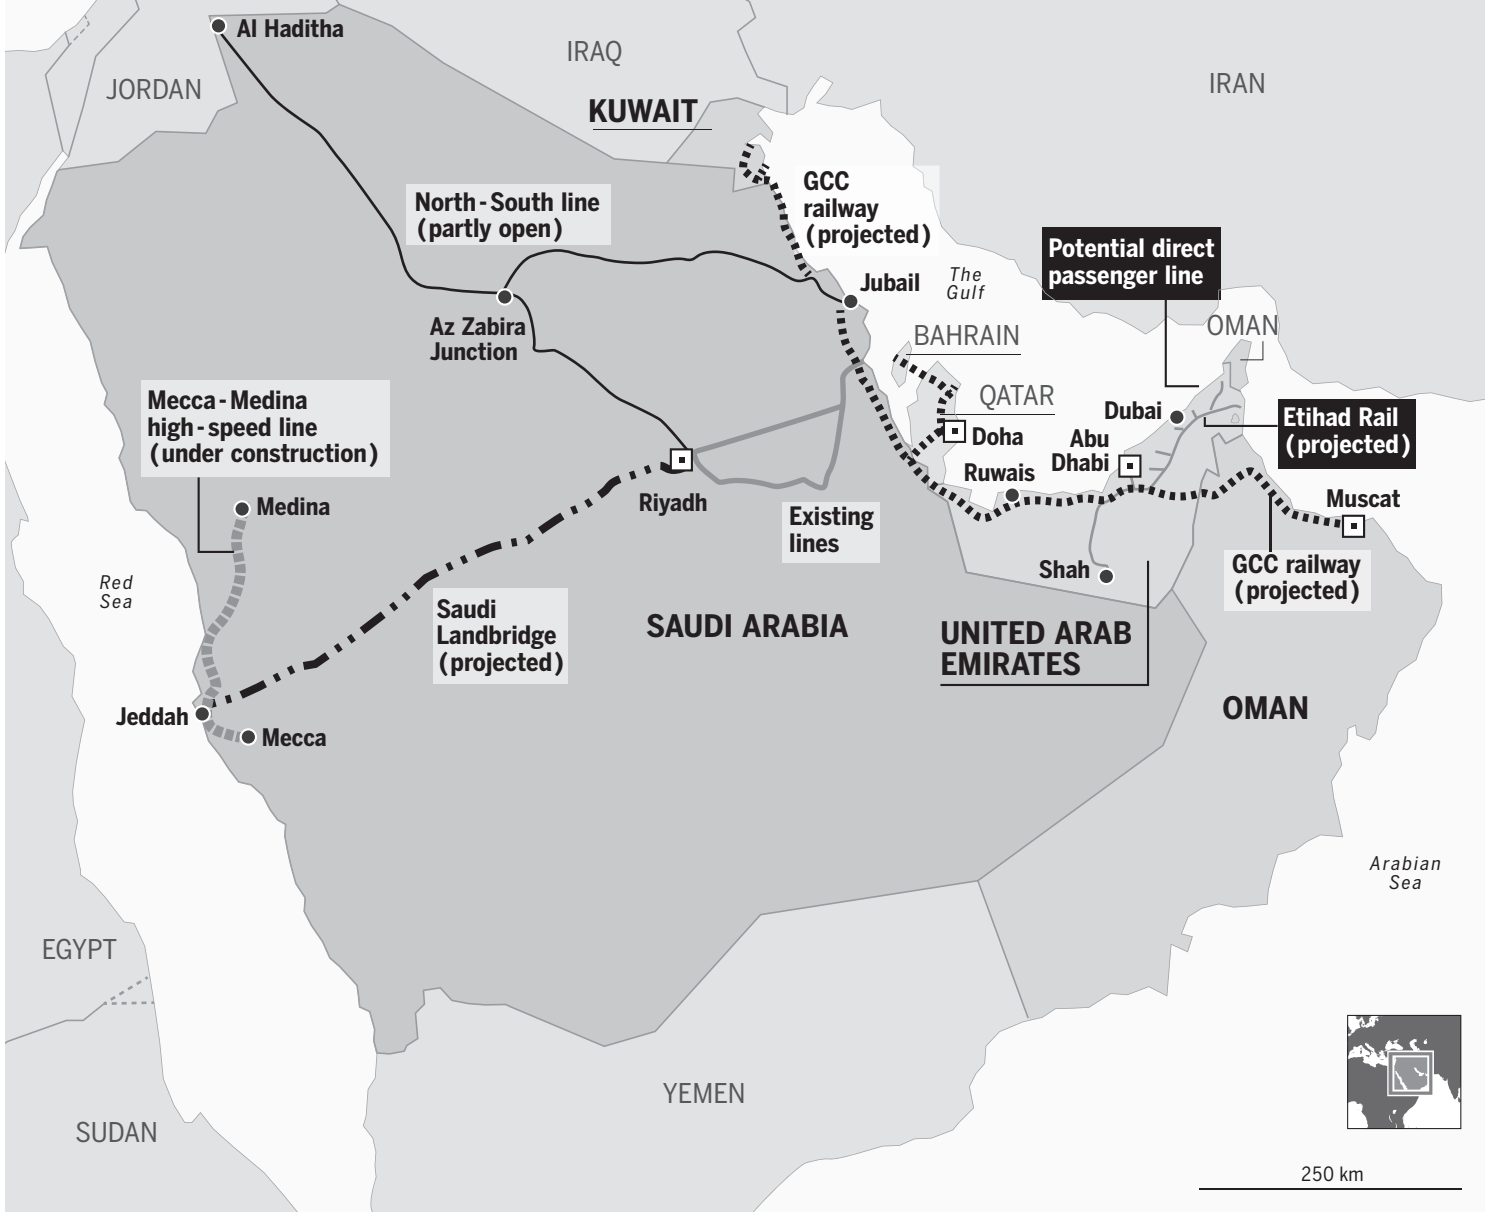 Al Haditha
IRAQ
IRAN
JORDAN
KUWAIT
GCC
railway
(projected)
North-South line
(partly open)
Potential direct
passenger line
The
Gulf
Jubail
OMAN
Az Zabira
Junction
BAHRAIN
QATAR
Mecca-Medina
high-speed line
(under construction)
Dubai
Etihad Rail
(projected)
Doha
Abu
Dhabi
Ruwais
Medina
Riyadh
Muscat
Existing
lines
Shah
GCC railway
(projected)
Red
Sea
Saudi
Landbridge
(projected)
SAUDI ARABIA
UNITED ARAB
EMIRATES
OMAN
Jeddah
Mecca
Arabian
Sea
EGYPT
YEMEN
SUDAN
250 km